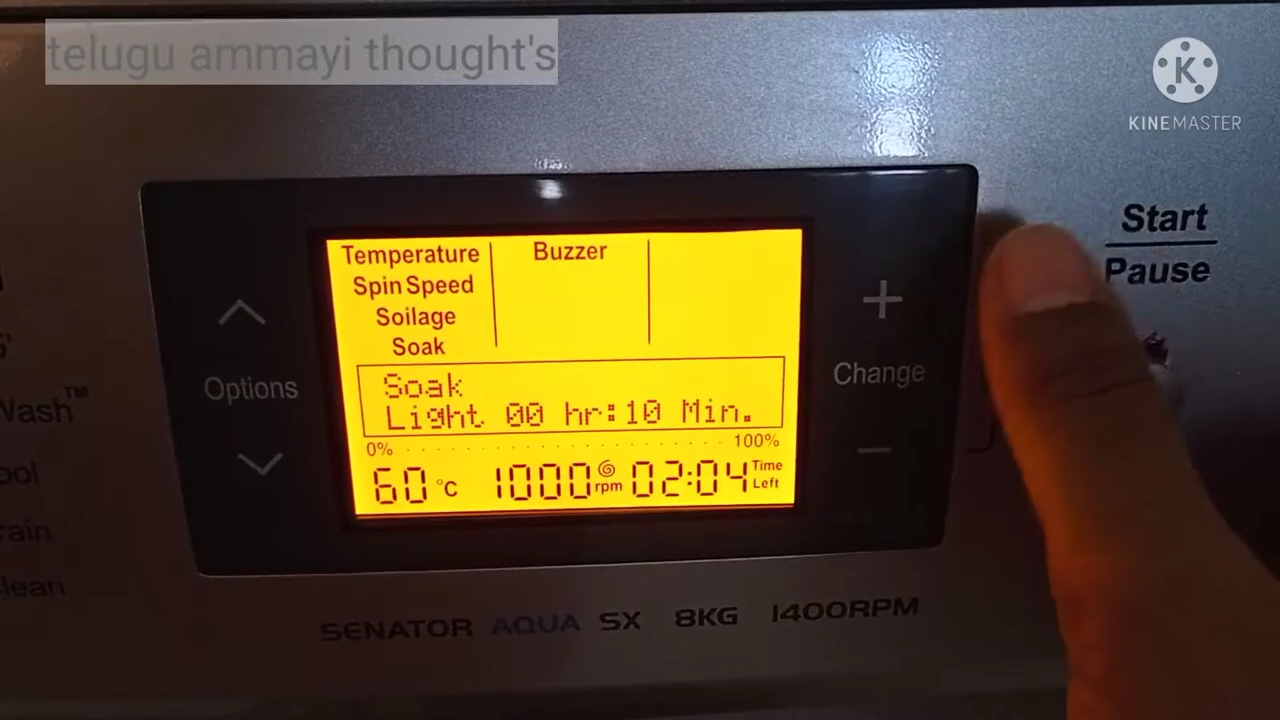 telugu ammayi thought's
K
KINEMASTER
Start
Pause
Temperature
Spin Speed
Soilage
Soak
Buzzer
Options
Change
+
−
Soak
Light 00 hr:10 Min.
0% 100%
60 °C 1000 rpm 02:04 Time Left
Wash™
SENATOR AQUA SX 8KG 1400RPM